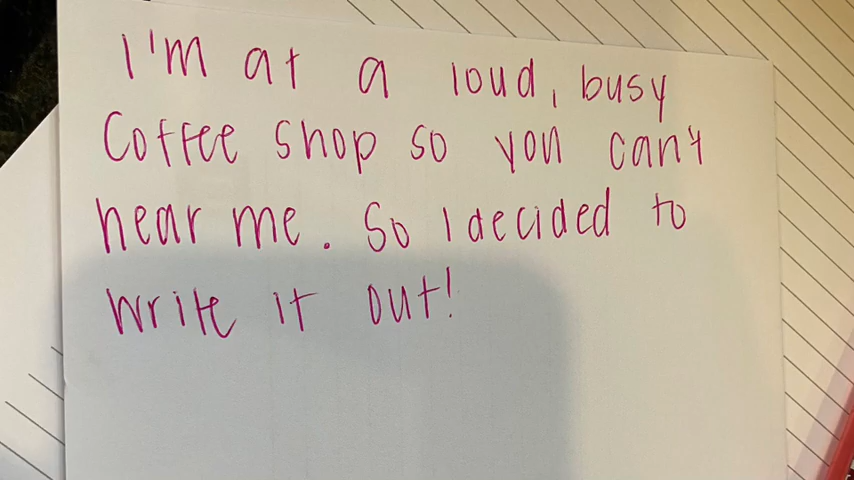 I'm at a loud, busy
Coffee shop so you can't
hear me. So I decided to
write it out!